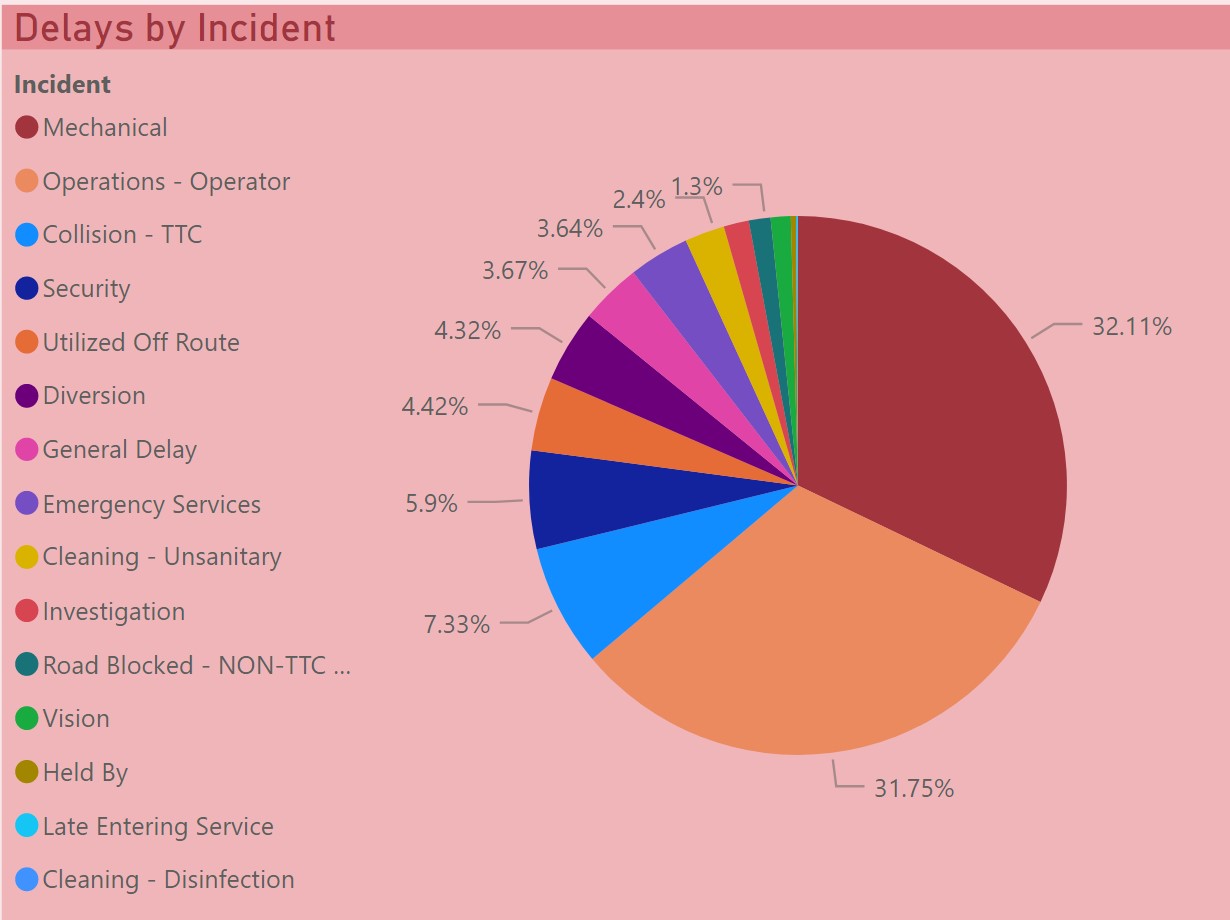 Delays by Incident
Incident
Mechanical
Operations - Operator
Collision - TTC
Security
Utilized Off Route
Diversion
General Delay
Emergency Services
Cleaning - Unsanitary
Investigation
Road Blocked - NON-TTC ...
Vision
Held By
Late Entering Service
Cleaning - Disinfection
1.3%
2.4%
3.64%
3.67%
4.32%
4.42%
5.9%
7.33%
31.75%
32.11%